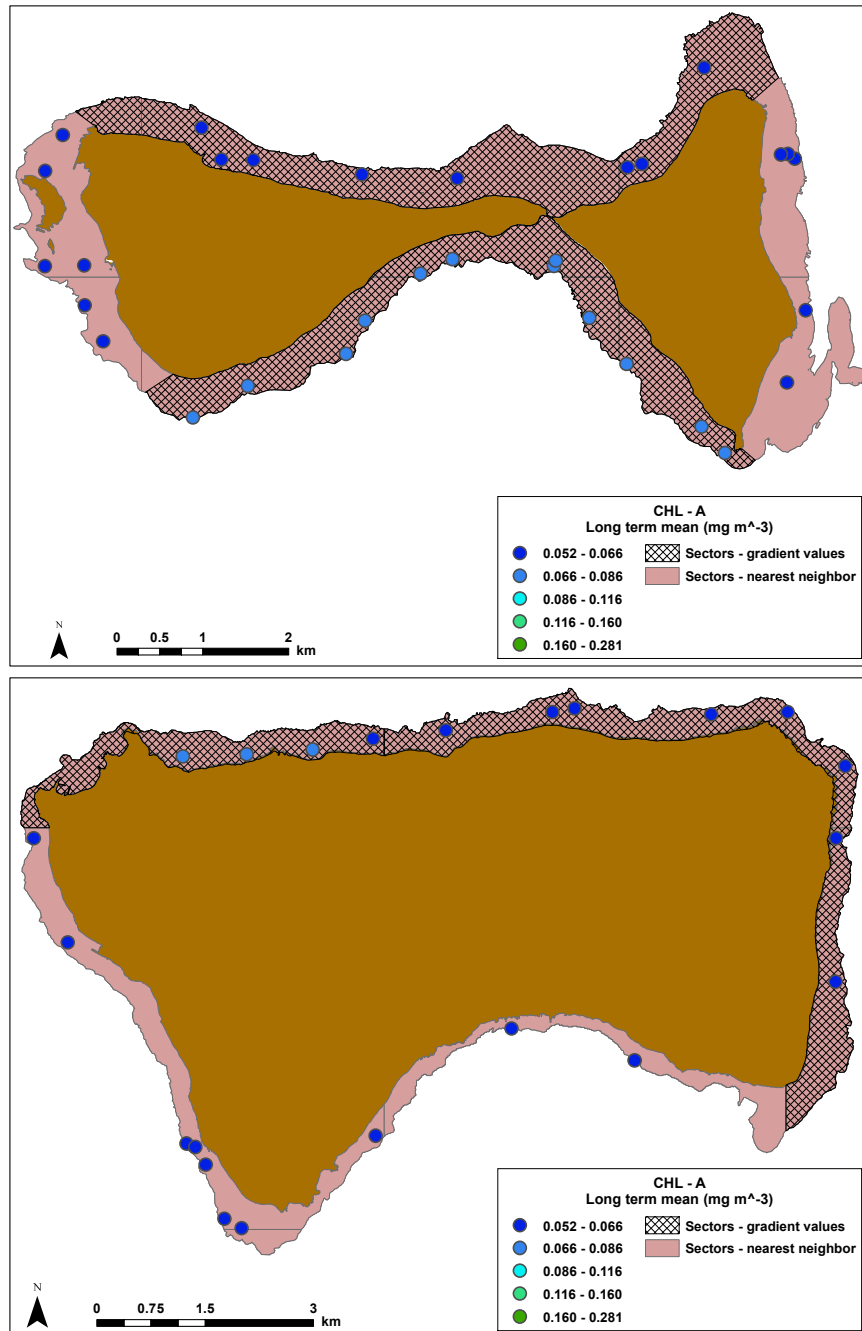 CHL - A
Long term mean (mg m^-3)
0.052 - 0.066 Sectors - gradient values
0.066 - 0.086 Sectors - nearest neighbor
0.086 - 0.116
0.116 - 0.160
0.160 - 0.281
N
0 0.5 1 2
km
CHL - A
Long term mean (mg m^-3)
0.052 - 0.066 Sectors - gradient values
0.066 - 0.086 Sectors - nearest neighbor
0.086 - 0.116
0.116 - 0.160
0.160 - 0.281
N
0 0.75 1.5 3
km